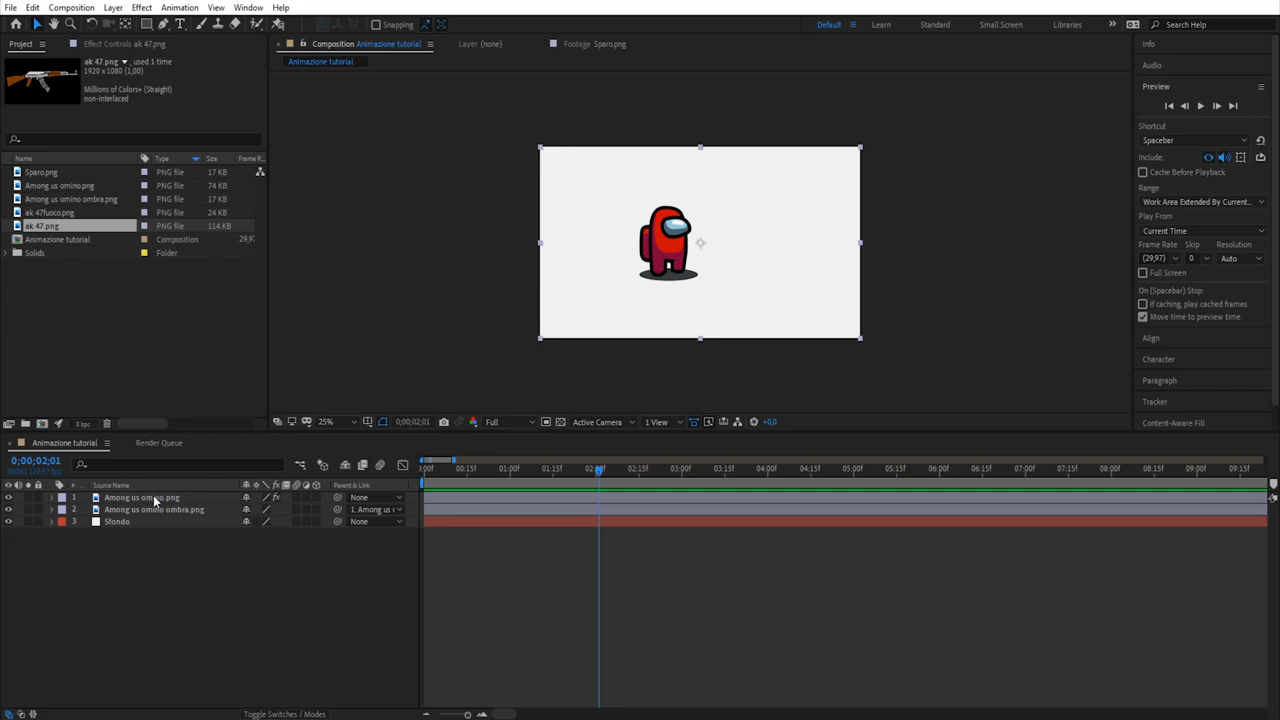 File Edit Composition Layer Effect Animation View Window Help
Snapping
Default Learn Standard Small Screen Libraries Search Help
Project Effect Controls ak 47.png
Composition Animazione tutorial Layer (none) Footage Sparo.png
Animazione tutorial
ak 47.png , used 1 time
1920 x 1080 (1,00)
Millions of Colors+ (Straight)
non-interlaced
Name Type Size Frame R...
Sparo.png PNG file 17 KB
Among us omino.png PNG file 74 KB
Among us omino ombra.png PNG file 17 KB
ak 47fuoco.png PNG file 24 KB
ak 47.png PNG file 114 KB
Animazione tutorial Composition 29,97
Solids Folder
8 bpc
25% 0;00;02;01 Full Active Camera 1 View +0,0
Info
Audio
Preview
Shortcut
Spacebar
Include:
Cache Before Playback
Range
Work Area Extended By Current...
Play From
Current Time
Frame Rate Skip Resolution
(29,97) 0 Auto
Full Screen
On (Spacebar) Stop:
If caching, play cached frames
Move time to preview time
Align
Character
Paragraph
Tracker
Content-Aware Fill
Animazione tutorial Render Queue
0;00;02;01
00061 (29.97 fps)
# Source Name Parent & Link
1 Among us omino.png None
2 Among us omino ombra.png 1. Among us
3 Sfondo None
00:15f 01:00f 01:15f 02:15f 03:00f 03:15f 04:00f 04:15f 05:00f 05:15f 06:00f 06:15f 07:00f 07:15f 08:00f 08:15f 09:00f 09:15f
Toggle Switches / Modes